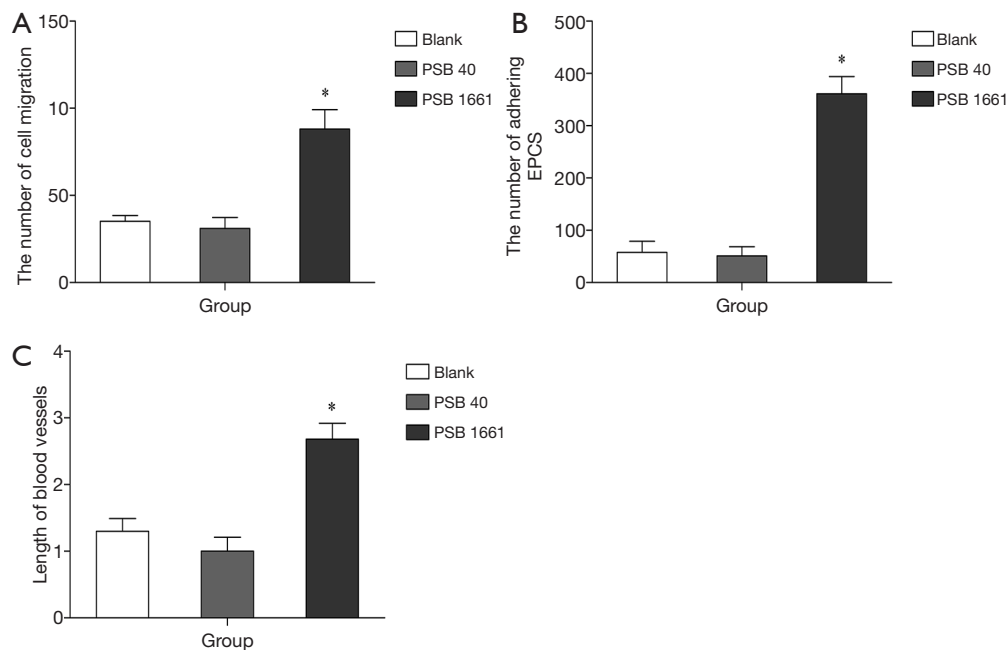 A
150
10
50
0
The number of cell migration
*
Group
Blank
PSB 40
PSB 1661
B
500
400
300
200
100
0
The number of adhering
EPCS
*
Group
Blank
PSB 40
PSB 1661
C
4
3
2
1
0
Length of blood vessels
*
Group
Blank
PSB 40
PSB 1661